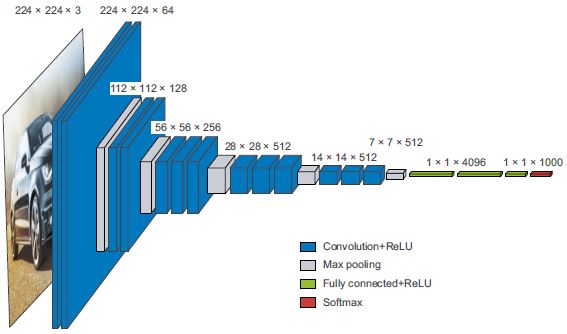 224 × 224 × 3
224 × 224 × 64
112 × 112 × 128
56 × 56 × 256
28 × 28 × 512
14 × 14 × 512
7 × 7 × 512
1 × 1 × 4096
1 × 1 × 1000
Convolution+ReLU
Max pooling
Fully connected+ReLU
Softmax